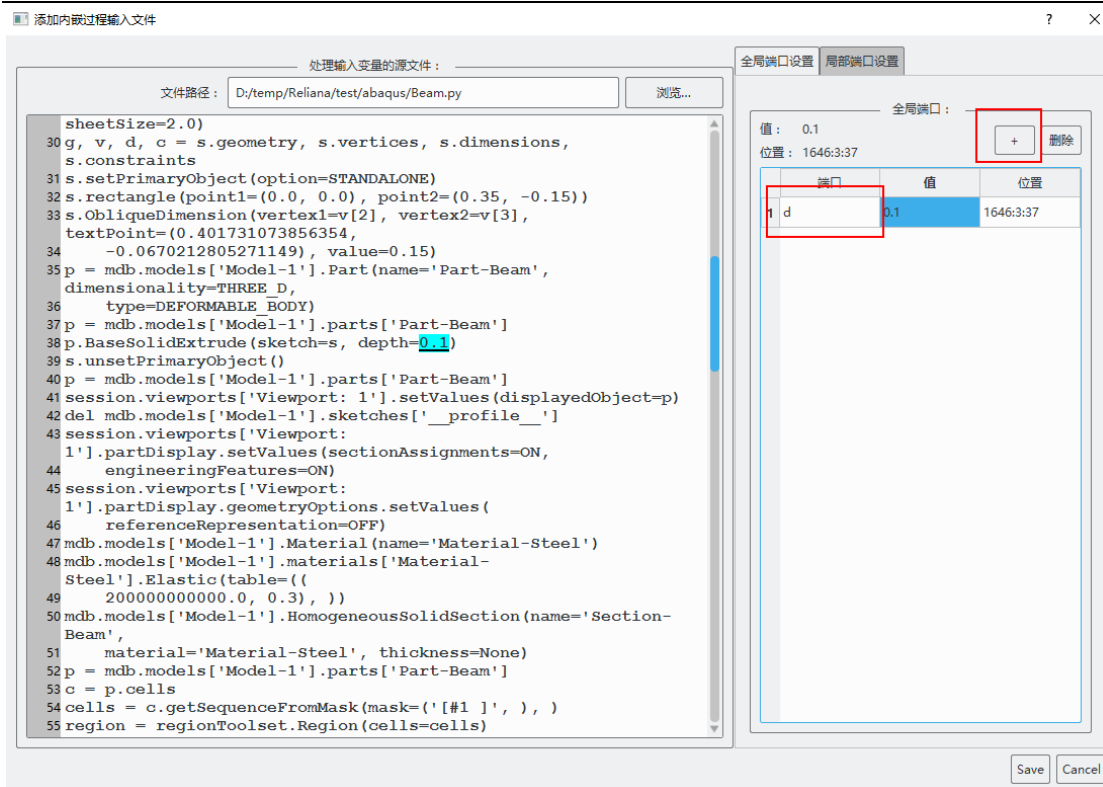 添加内嵌过程输入文件
? ×
处理输入变量的源文件：
文件路径： D:/temp/Reliana/test/abaqus/Beam.py 浏览...
sheetSize=2.0)
30 g, v, d, c = s.geometry, s.vertices, s.dimensions,
s.constraints
31 s.setPrimaryObject(option=STANDALONE)
32 s.rectangle(point1=(0.0, 0.0), point2=(0.35, -0.15))
33 s.ObliqueDimension(vertex1=v[2], vertex2=v[3],
textPoint=(0.401731073856354,
34     -0.0670212805271149), value=0.15)
35 p = mdb.models['Model-1'].Part(name='Part-Beam',
dimensionality=THREE_D,
36     type=DEFORMABLE_BODY)
37 p = mdb.models['Model-1'].parts['Part-Beam']
38 p.BaseSolidExtrude(sketch=s, depth=0.1)
39 s.unsetPrimaryObject()
40 p = mdb.models['Model-1'].parts['Part-Beam']
41 session.viewports['Viewport: 1'].setValues(displayedObject=p)
42 del mdb.models['Model-1'].sketches['__profile__']
43 session.viewports['Viewport:
1'].partDisplay.setValues(sectionAssignments=ON,
44     engineeringFeatures=ON)
45 session.viewports['Viewport:
1'].partDisplay.geometryOptions.setValues(
46     referenceRepresentation=OFF)
47 mdb.models['Model-1'].Material(name='Material-Steel')
48 mdb.models['Model-1'].materials['Material-
Steel'].Elastic(table=((
49     200000000000.0, 0.3), ))
50 mdb.models['Model-1'].HomogeneousSolidSection(name='Section-
Beam',
51     material='Material-Steel', thickness=None)
52 p = mdb.models['Model-1'].parts['Part-Beam']
53 c = p.cells
54 cells = c.getSequenceFromMask(mask=('[#1 ]', ), )
55 region = regionToolset.Region(cells=cells)
全局端口设置 局部端口设置
全局端口：
值： 0.1
位置： 1646:3:37
+ 删除
端口 值 位置
1 d 0.1 1646:3:37
Save Cancel